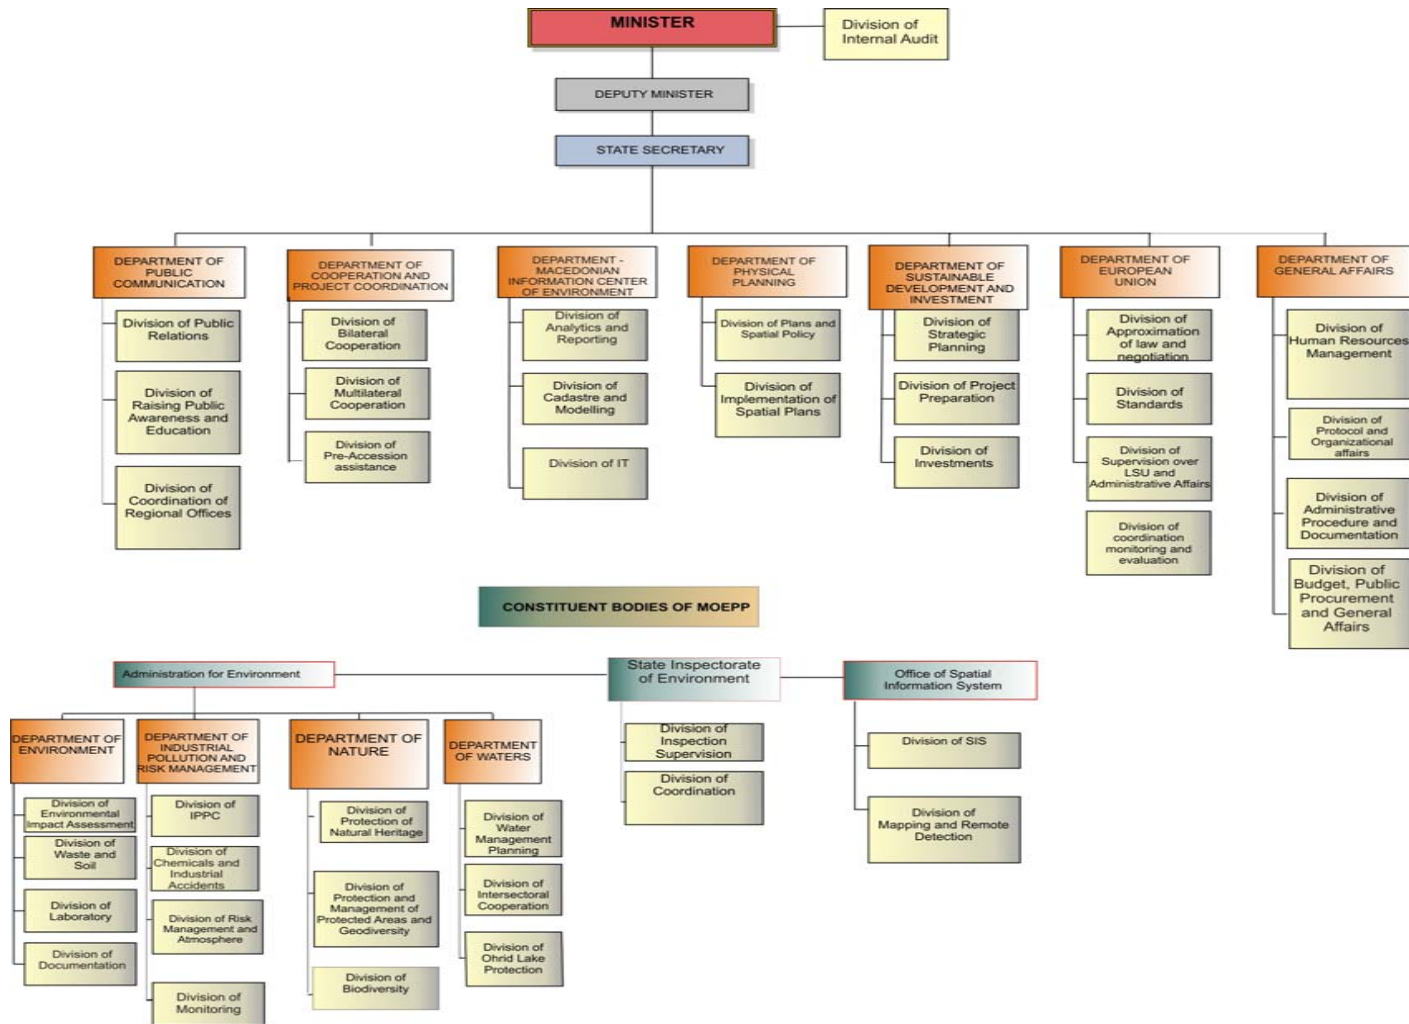 MINISTER
Division of
Internal Audit
DEPUTY MINISTER
STATE SECRETARY
DEPARTMENT OF
PUBLIC
COMMUNICATION
Division of Public
Relations
Division of
Raising Public
Awareness and
Education
Division of
Coordination of
Regional Offices
DEPARTMENT OF
COOPERATION AND
PROJECT COORDINATION
Division of
Bilateral
Cooperation
Division of
Multilateral
Cooperation
Division of
Pre-Accession
assistance
DEPARTMENT -
MACEDONIAN
INFORMATION CENTER
OF ENVIRONMENT
Division of
Analytics and
Reporting
Division of
Cadastre and
Modelling
Division of IT
DEPARTMENT OF
PHYSICAL
PLANNING
Division of Plans and
Spatial Policy
Division of
Implementation of
Spatial Plans
DEPARTMENT OF
SUSTAINABLE
DEVELOPMENT AND
INVESTMENT
Division of
Strategic
Planning
Division of Project
Preparation
Division of
Investments
DEPARTMENT OF
EUROPEAN
UNION
Division of
Approximation
of law and
negotiation
Division of
Standards
Division of
Supervision over
LSU and
Administrative Affairs
Division of
coordination
monitoring and
evaluation
DEPARTMENT OF
GENERAL AFFAIRS
Division of
Human Resources
Management
Division of
Protocol and
Organizational
affairs
Division of
Administrative
Procedure and
Documentation
Division of
Budget, Public
Procurement
and General
Affairs
CONSTITUENT BODIES OF MOEPP
Administration for Environment
DEPARTMENT OF
ENVIRONMENT
Division of
Environmental
Impact Assessment
Division of
Waste and
Soil
Division of
Laboratory
Division of
Documentation
DEPARTMENT OF
INDUSTRIAL
POLLUTION AND
RISK MANAGEMENT
Division of
IPPC
Division of
Chemicals and
Industrial
Accidents
Division of Risk
Management and
Atmosphere
Division of
Monitoring
DEPARTMENT OF
NATURE
Division of
Protection of
Natural Heritage
Division of
Protection and
Management of
Protected Areas and
Geodiversity
Division of
Biodiversity
DEPARTMENT
OF WATERS
Division of
Water
Management
Planning
Division of
Intersectoral
Cooperation
Division of
Ohrid Lake
Protection
State Inspectorate
of Environment
Division of
Inspection
Supervision
Division of
Coordination
Office of Spatial
Information System
Division of SIS
Division of
Mapping and Remote
Detection